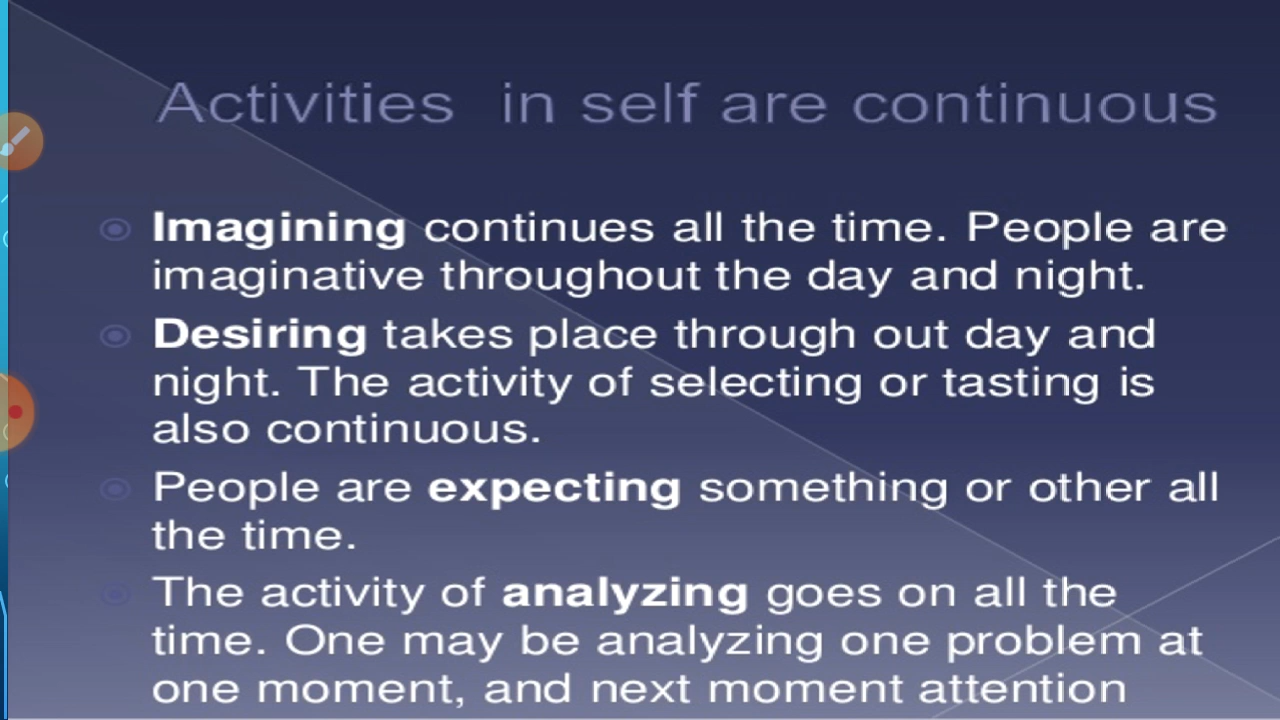 Activities in self are continuous
Imagining continues all the time. People are
imaginative throughout the day and night.
Desiring takes place through out day and
night. The activity of selecting or tasting is
also continuous.
People are expecting something or other all
the time.
The activity of analyzing goes on all the
time. One may be analyzing one problem at
one moment, and next moment attention